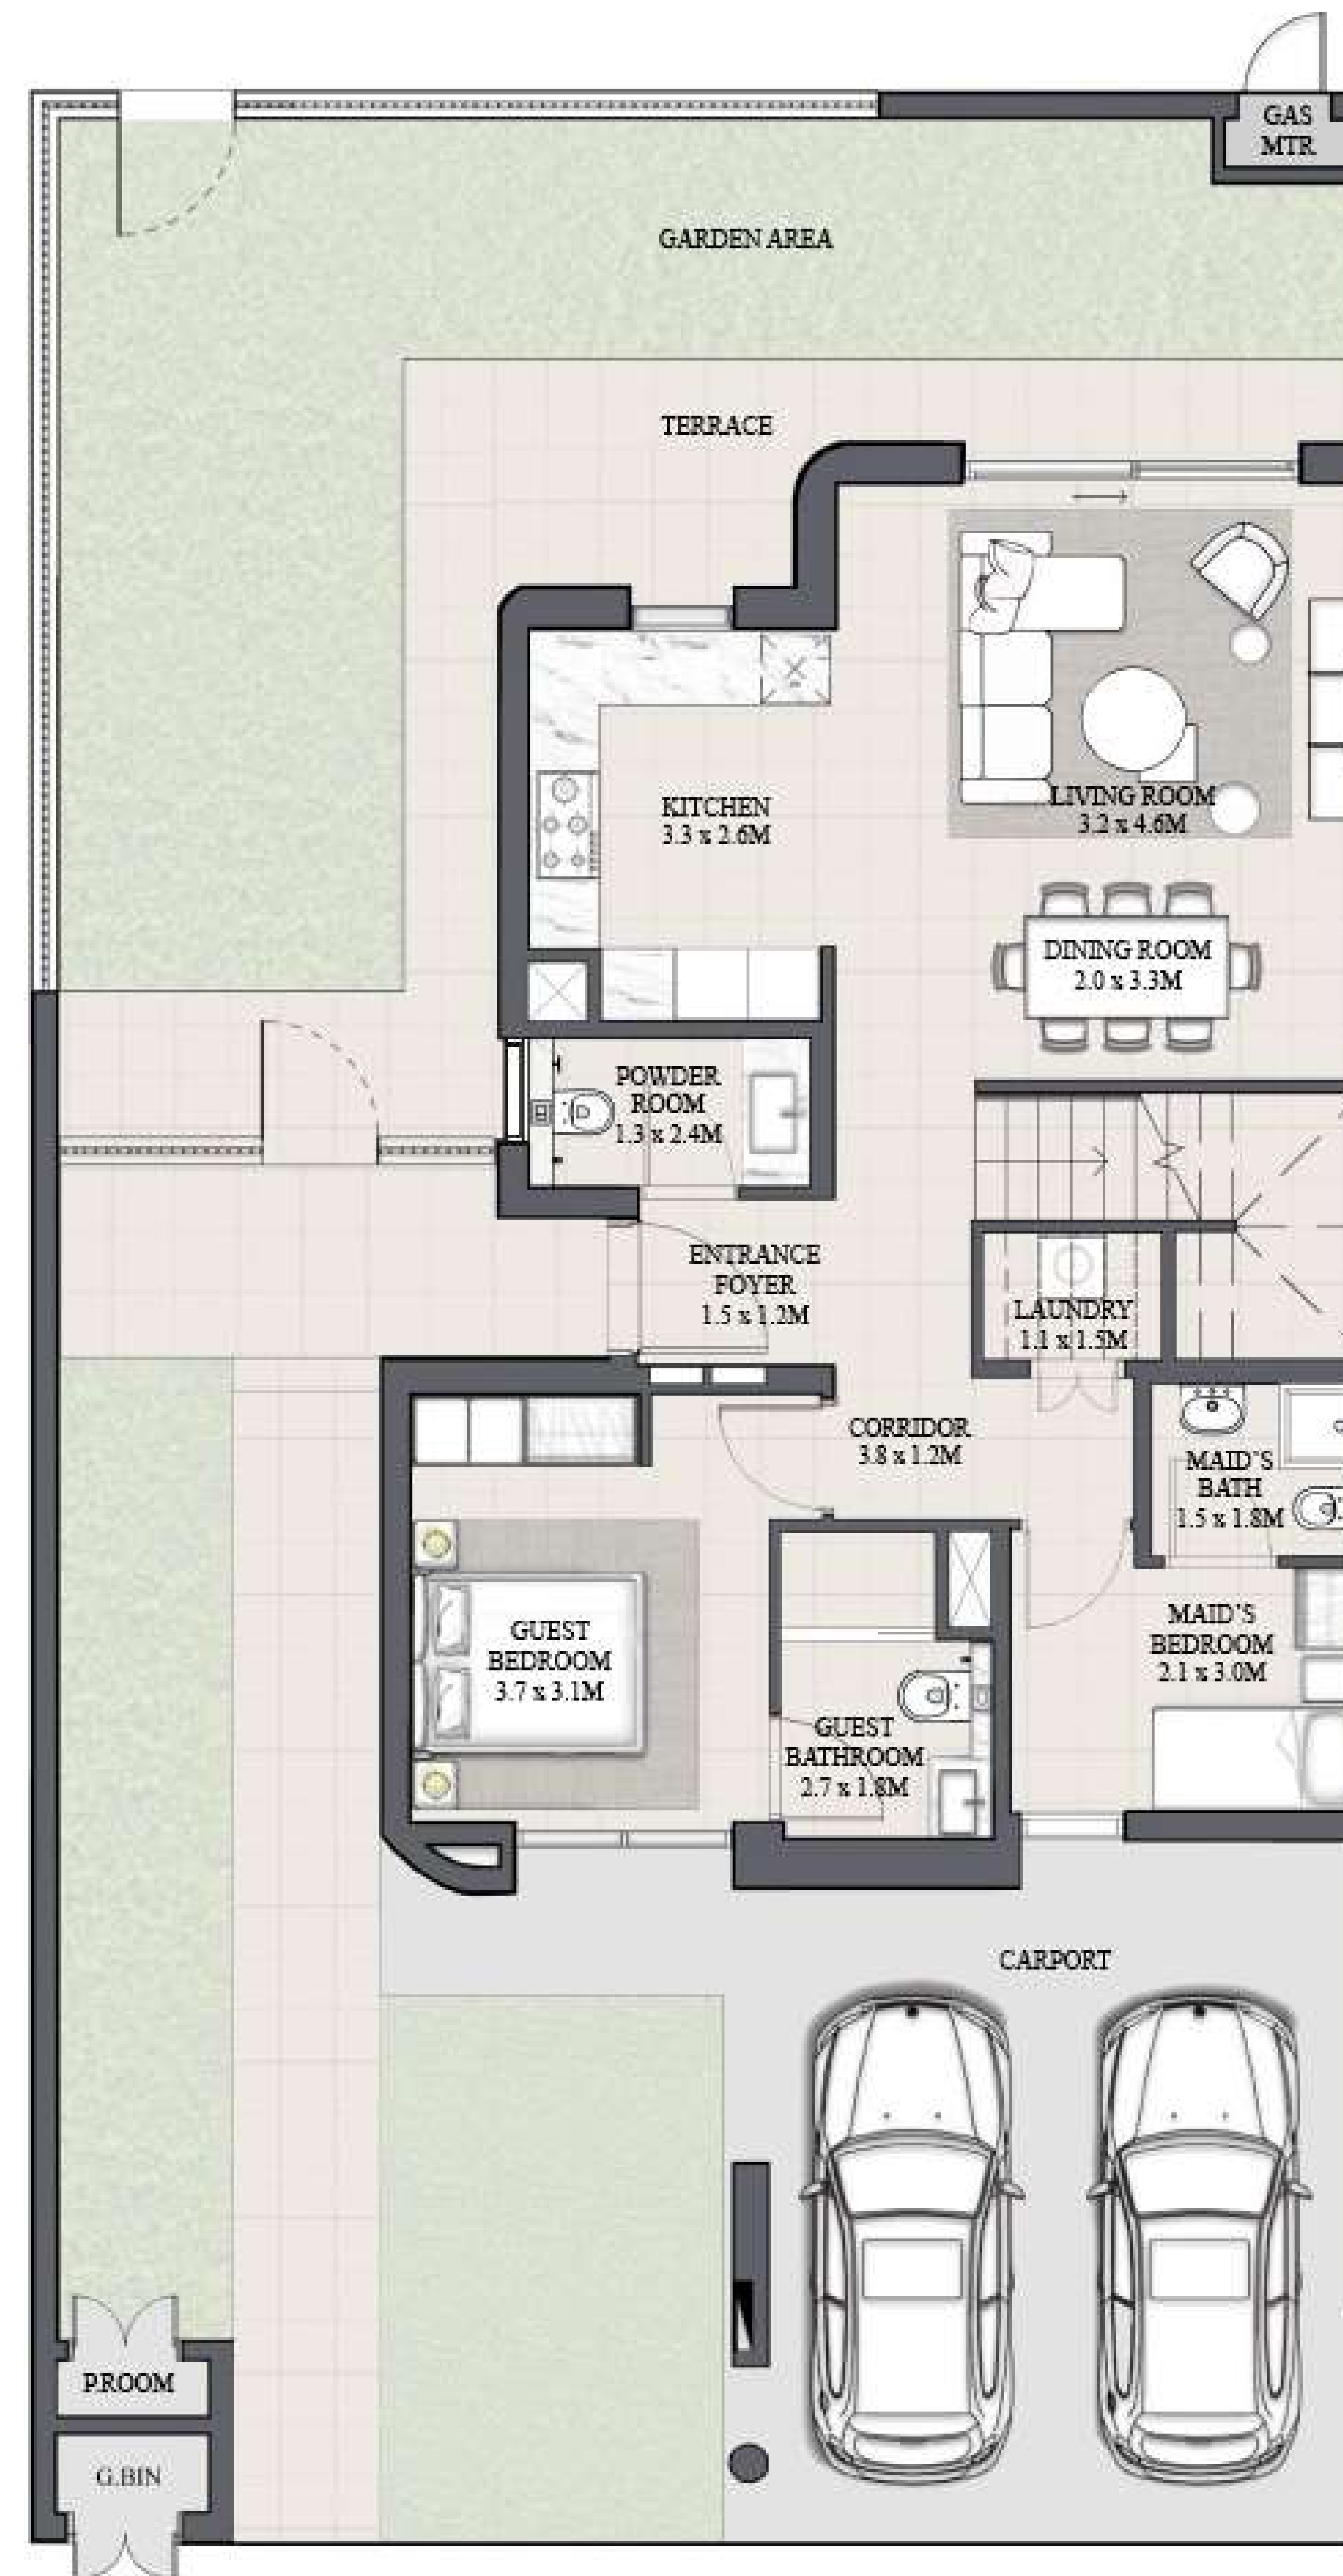 GAS
MTR
GARDEN AREA
TERRACE
KITCHEN
3.3 x 2.6M
LIVING ROOM
3.2 x 4.6M
DINING ROOM
2.0 x 3.3M
POWDER
ROOM
1.3 x 2.4M
ENTRANCE
FOYER
1.5 x 1.2M
LAUNDRY
1.1 x 1.5M
CORRIDOR
3.8 x 1.2M
MAID'S
BATH
1.5 x 1.8M
GUEST
BEDROOM
3.7 x 3.1M
MAID'S
BEDROOM
2.1 x 3.0M
GUEST
BATHROOM
2.7 x 1.8M
CARPORT
P.ROOM
G.BIN